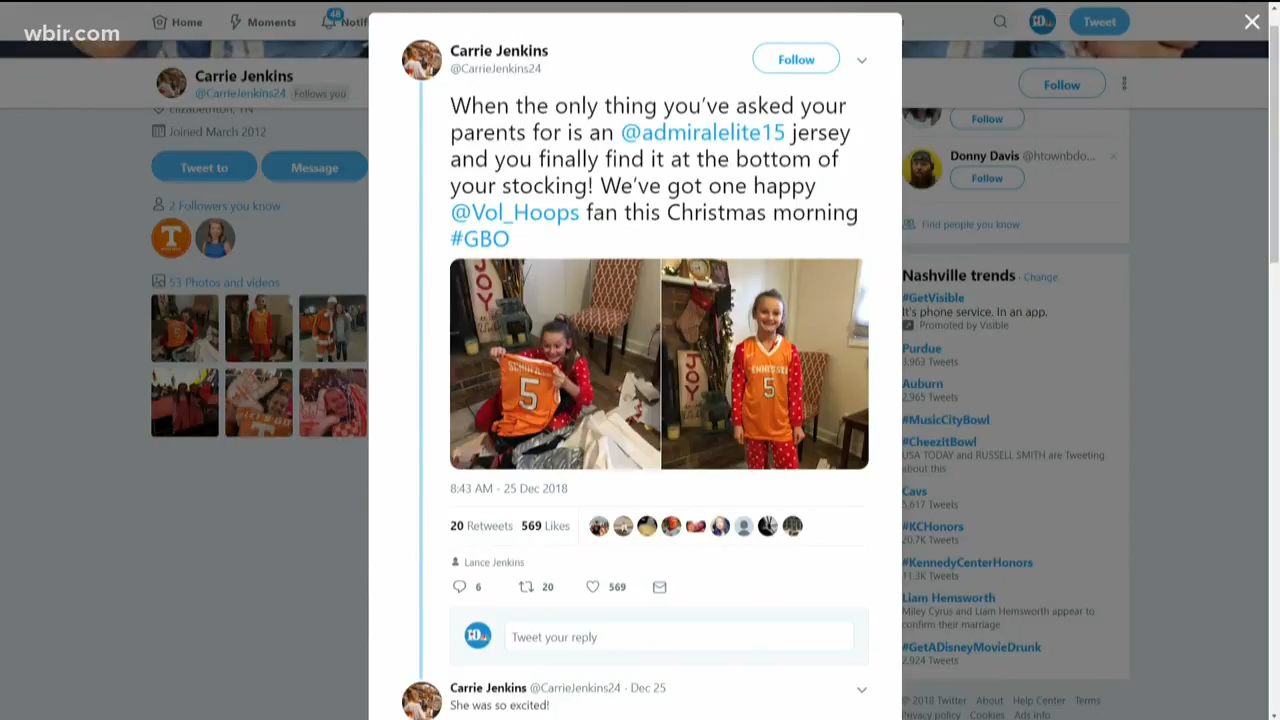 wbir.com
Home
Moments
48
Notif
Tweet
Carrie Jenkins
@CarrieJenkins24 Follows you
Follow
Elizabethton, TN
Joined March 2012
Tweet to
Message
2 Followers you know
53 Photos and videos
Carrie Jenkins
@CarrieJenkins24
Follow
When the only thing you've asked your
parents for is an @admiralelite15 jersey
and you finally find it at the bottom of
your stocking! We've got one happy
@Vol_Hoops fan this Christmas morning
#GBO
JOY
SCHOFIELD
5
JOY
TENNESSEE
5
8:43 AM - 25 Dec 2018
20 Retweets 569 Likes
Lance Jenkins
6
20
569
Tweet your reply
Carrie Jenkins @CarrieJenkins24 · Dec 25
She was so excited!
Follow
Donny Davis @htownbdo...
Follow
Find people you know
Nashville trends · Change
#GetVisible
It's phone service. In an app.
Promoted by Visible
Purdue
3,963 Tweets
Auburn
2,965 Tweets
#MusicCityBowl
#CheezItBowl
USA TODAY and RUSSELL SMITH are Tweeting
about this
Cavs
5,617 Tweets
#KCHonors
20.7K Tweets
#KennedyCenterHonors
11.3K Tweets
Liam Hemsworth
Miley Cyrus and Liam Hemsworth appear to
confirm their marriage
#GetADisneyMovieDrunk
2,924 Tweets
© 2018 Twitter About Help Center Terms
Privacy policy Cookies Ads info